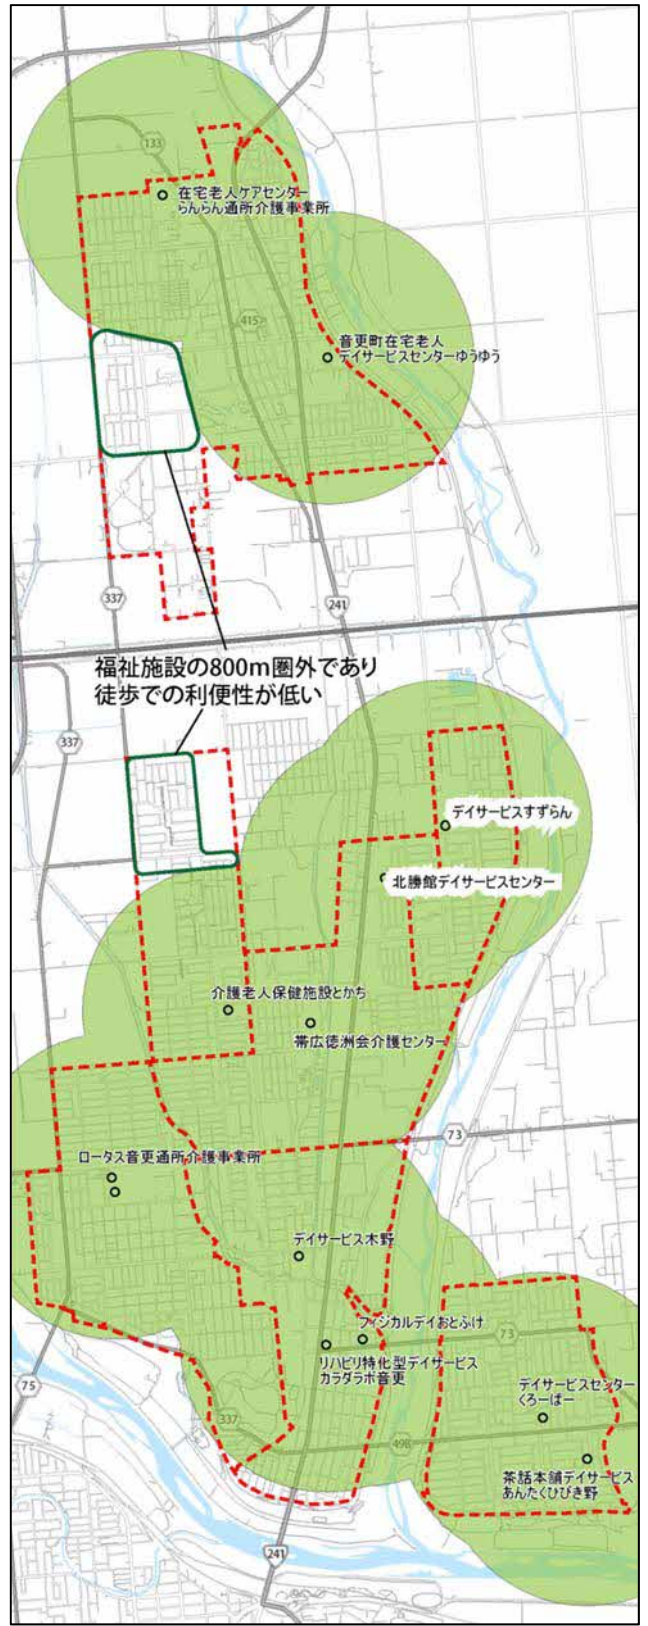 133
在宅老人ケアセンター
らんらん通所介護事業所
415
音更町在宅老人
デイサービスセンターゆうゆう
337
241
福祉施設の800m圏外であり
徒歩での利便性が低い
337
デイサービスすずらん
北勝館デイサービスセンター
介護老人保健施設とかち
帯広徳洲会介護センター
73
ロータス音更通所介護事業所
デイサービス木野
フィジカルデイおとふけ
73
リハビリ特化型デイサービス
カラダラボ音更
75
デイサービスセンター
くろーばー
337
498
茶話本舗デイサービス
あんたくひびき野
241